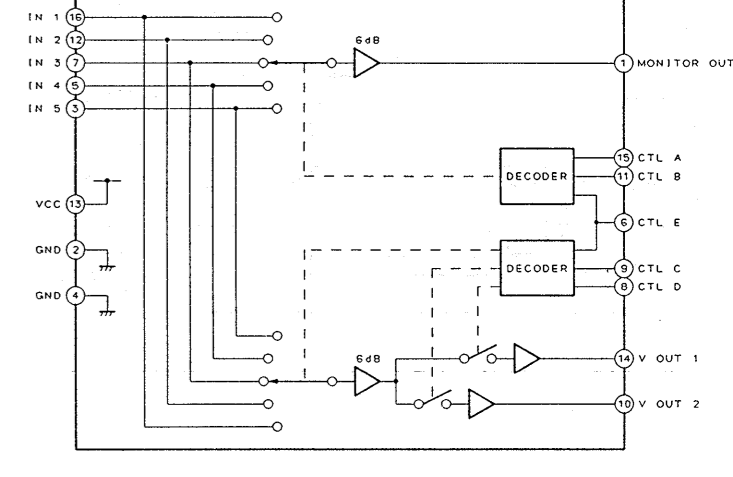 IN 1 16
IN 2 12
IN 3 7
IN 4 5
IN 5 3
6dB
1 MONITOR OUT
15 CTL A
DECODER
11 CTL B
VCC 13
6 CTL E
GND 2
DECODER
9 CTL C
8 CTL D
GND 4
6dB
14 V OUT 1
10 V OUT 2